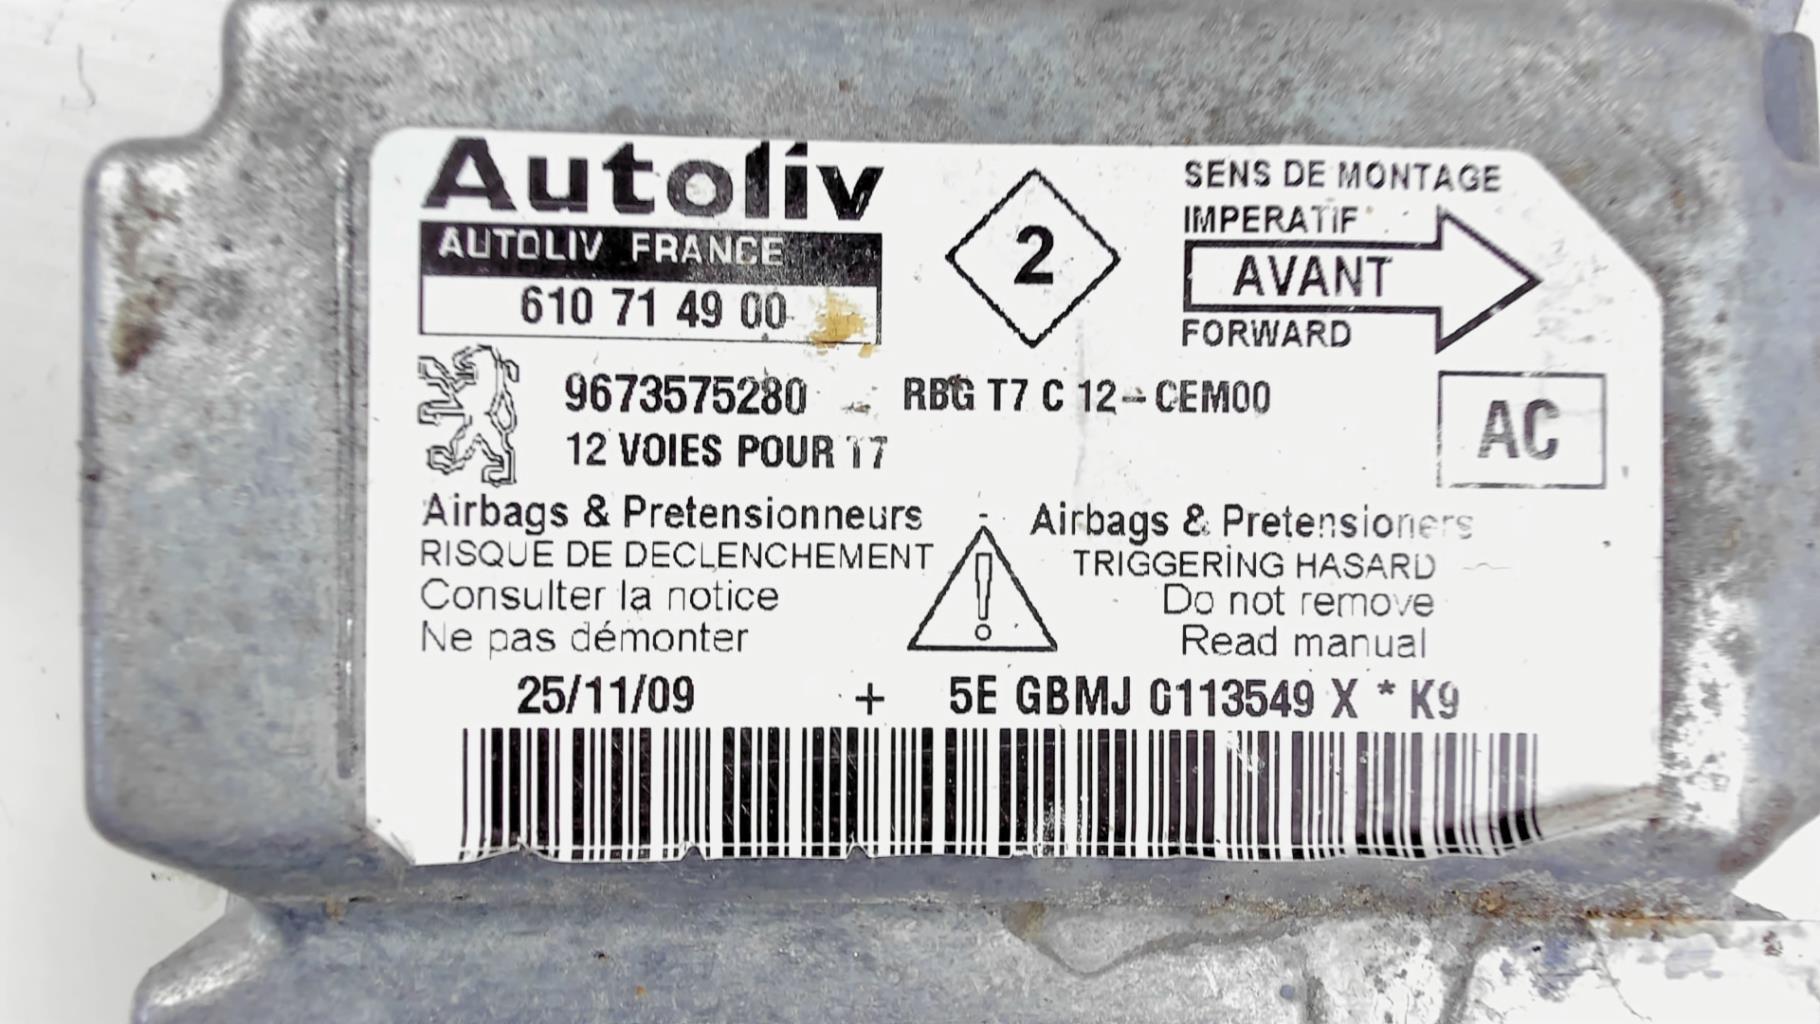 Autoliv
AUTOLIV FRANCE
610 71 49 00
2
SENS DE MONTAGE
IMPERATIF
AVANT
FORWARD
9673575280
RBG T7 C 12-CEM00
12 VOIES POUR T7
AC
Airbags & Pretensionneurs
RISQUE DE DECLENCHEMENT
Consulter la notice
Ne pas démonter
!
Airbags & Pretensioners
TRIGGERING HASARD
Do not remove
Read manual
25/11/09 + 5E GBMJ 0113549 X * K9